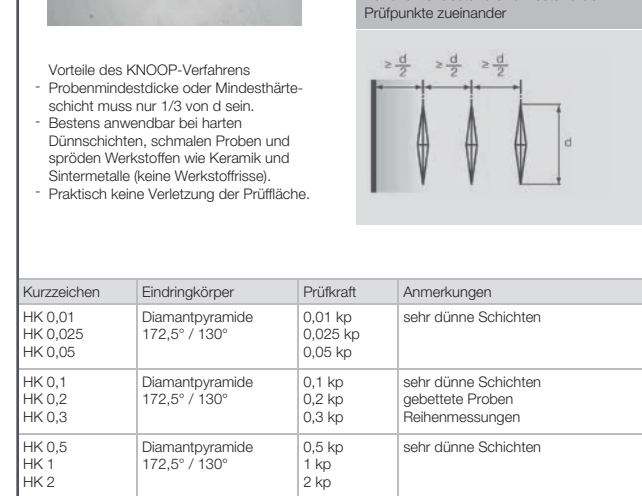 Prüfpunkte zueinander
≥ d/2 ≥ d/2 ≥ d/2
d
Vorteile des KNOOP-Verfahrens
- Probenmindestdicke oder Mindesthärte-
schicht muss nur 1/3 von d sein.
- Bestens anwendbar bei harten
Dünnschichten, schmalen Proben und
spröden Werkstoffen wie Keramik und
Sintermetalle (keine Werkstoffrisse).
- Praktisch keine Verletzung der Prüffläche.
Kurzzeichen Eindringkörper Prüfkraft Anmerkungen
HK 0,01 Diamantpyramide 0,01 kp sehr dünne Schichten
HK 0,025 172,5° / 130° 0,025 kp
HK 0,05 0,05 kp
HK 0,1 Diamantpyramide 0,1 kp sehr dünne Schichten
HK 0,2 172,5° / 130° 0,2 kp gebettete Proben
HK 0,3 0,3 kp Reihenmessungen
HK 0,5 Diamantpyramide 0,5 kp sehr dünne Schichten
HK 1 172,5° / 130° 1 kp
HK 2 2 kp